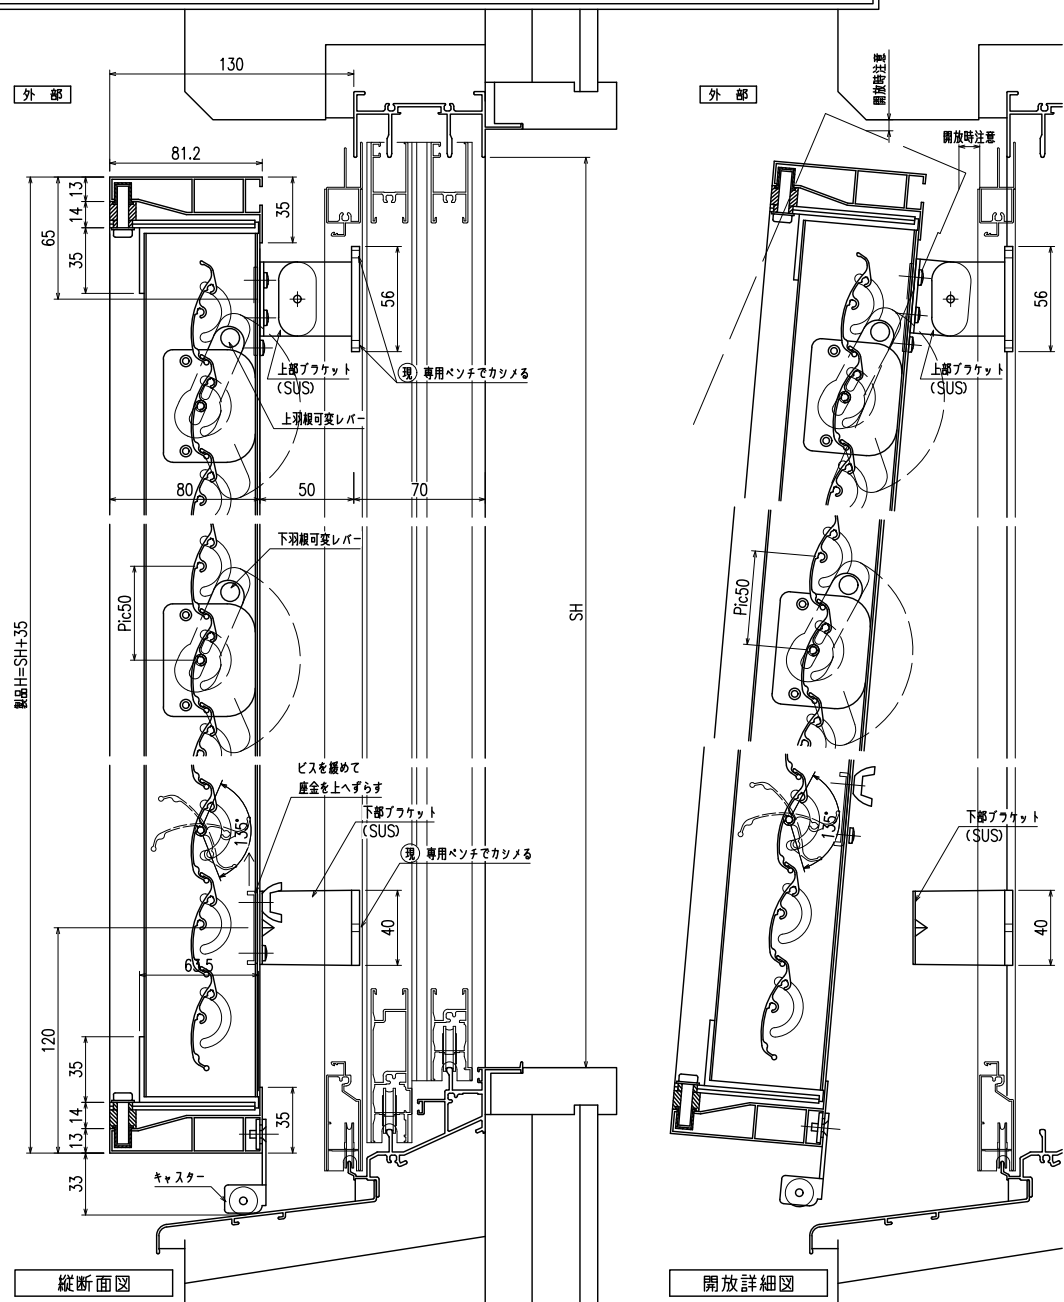 外 部
130
81.2
13
14
65
35
35
56
上部ブラケット
(SUS)
現 専用ペンチでカシメる
上羽根可変レバー
80
50
70
下羽根可変レバー
Pic50
製品H=SH+35
SH
ビスを緩めて
座金を上へずらす
下部ブラケット
(SUS)
現 専用ペンチでカシメる
135°
40
63.5
120
35
14
13
35
33
キャスター
縦断面図
外 部
開放時注意
開放時注意
56
上部ブラケット
(SUS)
Pic50
135°
下部ブラケット
(SUS)
40
開放詳細図